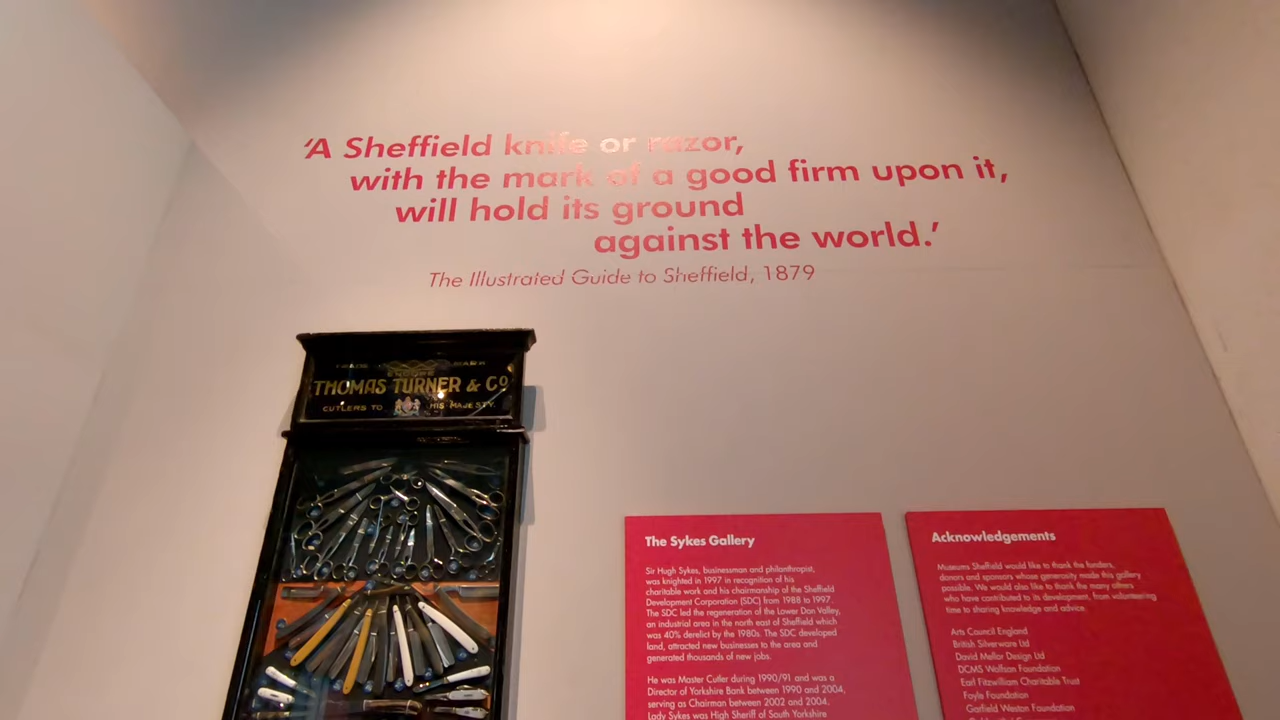 'A Sheffield knife or razor,
with the mark of a good firm upon it,
will hold its ground
against the world.'
The Illustrated Guide to Sheffield, 1879
MARK
ENCORE
THOMAS TURNER & Co
CUTLERS TO HIS MAJESTY.
The Sykes Gallery
Sir Hugh Sykes, businessman and philanthropist,
was knighted in 1997 in recognition of his
charitable work and his chairmanship of the Sheffield
Development Corporation (SDC) from 1988 to 1997.
The SDC led the regeneration of the Lower Don Valley,
an industrial area in the north east of Sheffield which
was 40% derelict by the 1980s. The SDC developed
land, attracted new businesses to the area and
generated thousands of new jobs.
He was Master Cutler during 1990/91 and was a
Director of Yorkshire Bank between 1990 and 2004,
serving as Chairman between 2002 and 2004.
Lady Sykes was High Sheriff of South Yorkshire
Acknowledgements
Museums Sheffield would like to thank the funders,
donors and sponsors whose generosity made this gallery
possible. We would also like to thank the many others
who have contributed to its development, from volunteering
time to sharing knowledge and advice.
Arts Council England
British Silverware Ltd
David Mellor Design Ltd
DCMS Wolfson Foundation
Earl Fitzwilliam Charitable Trust
Foyle Foundation
Garfield Weston Foundation